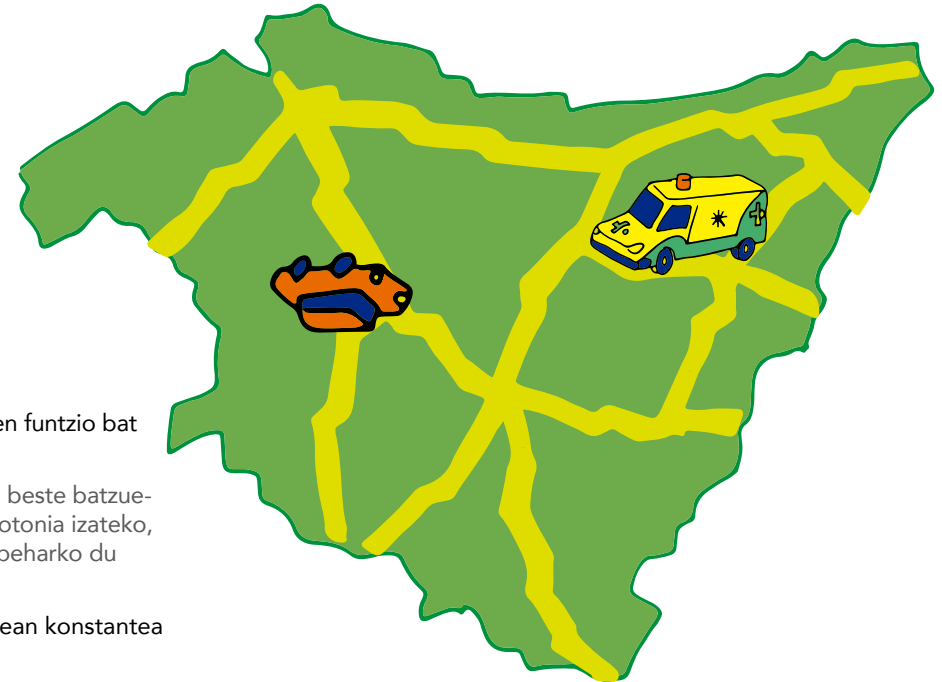 en funtzio bat
beste batzue-
otonia izateko,
beharko du
ean konstantea